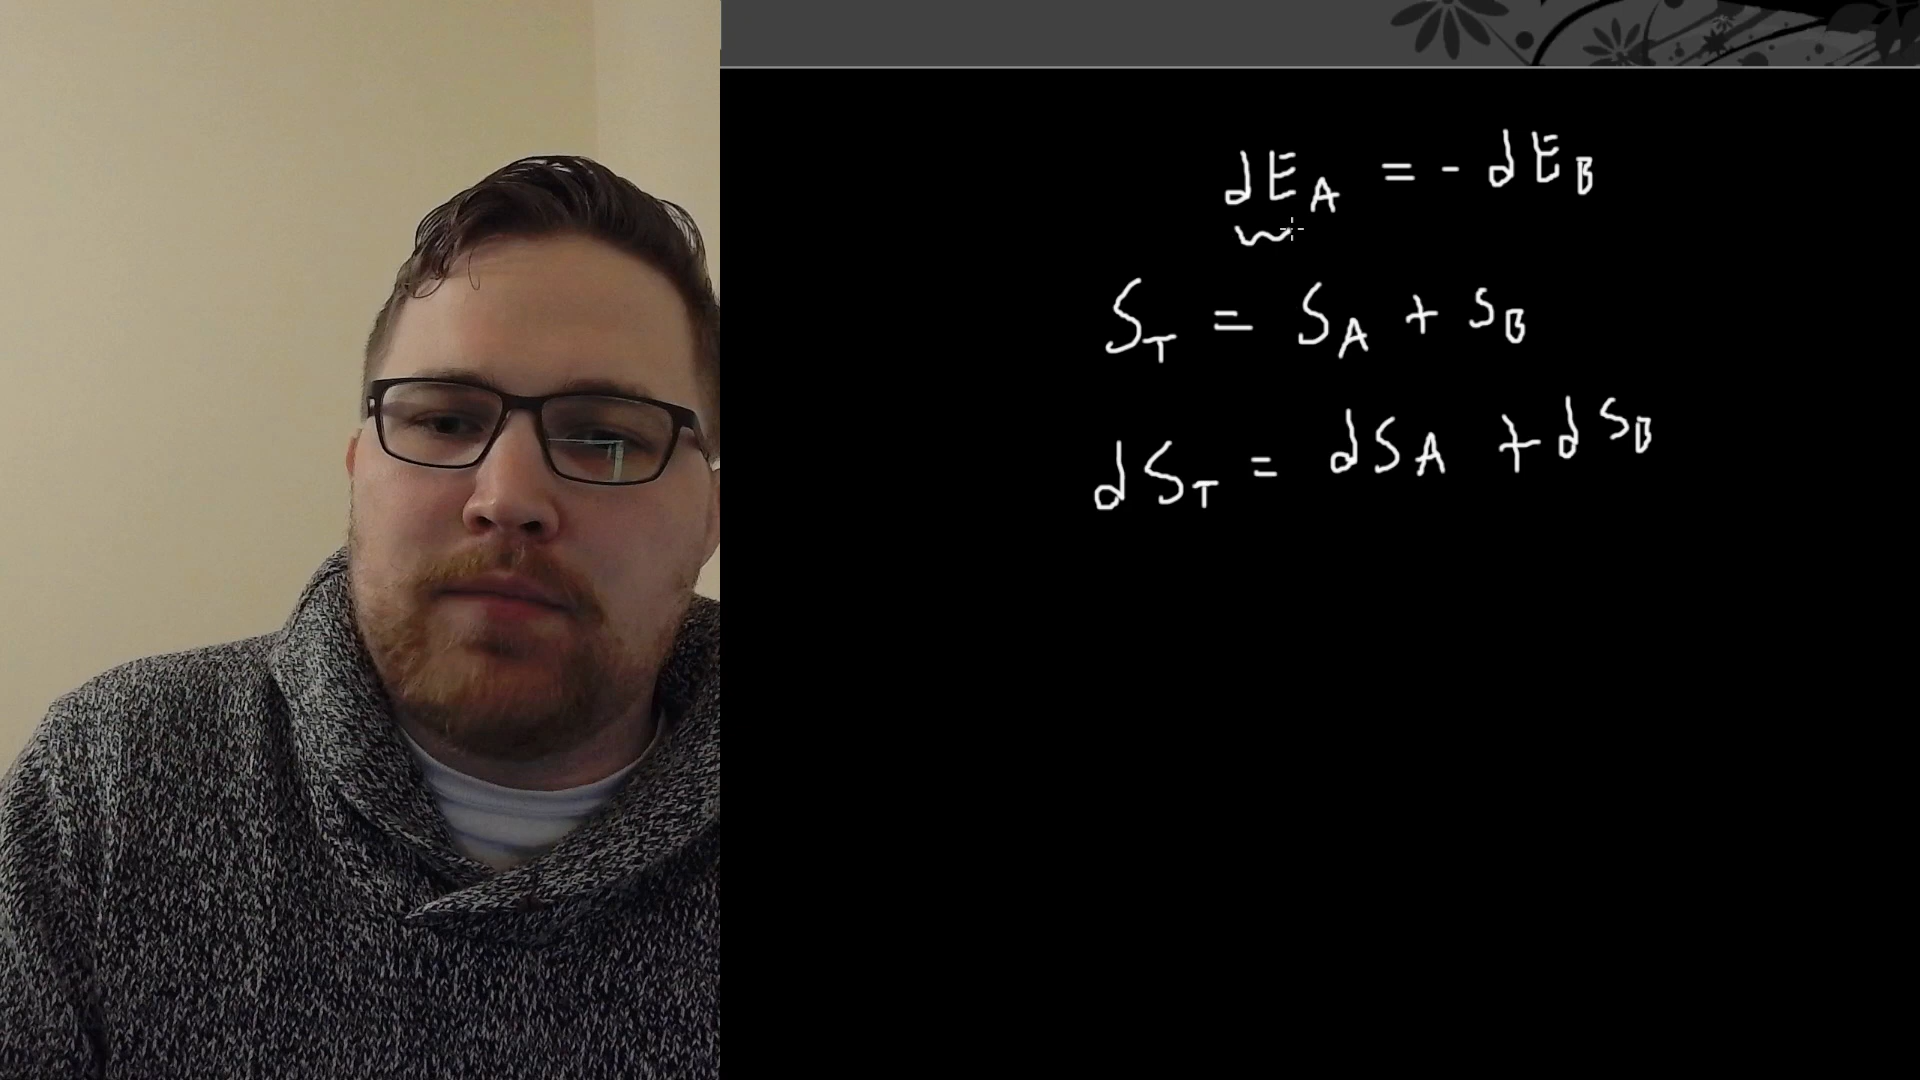 dE_A = - dE_B
S_T = S_A + S_B
dS_T = dS_A + dS_B